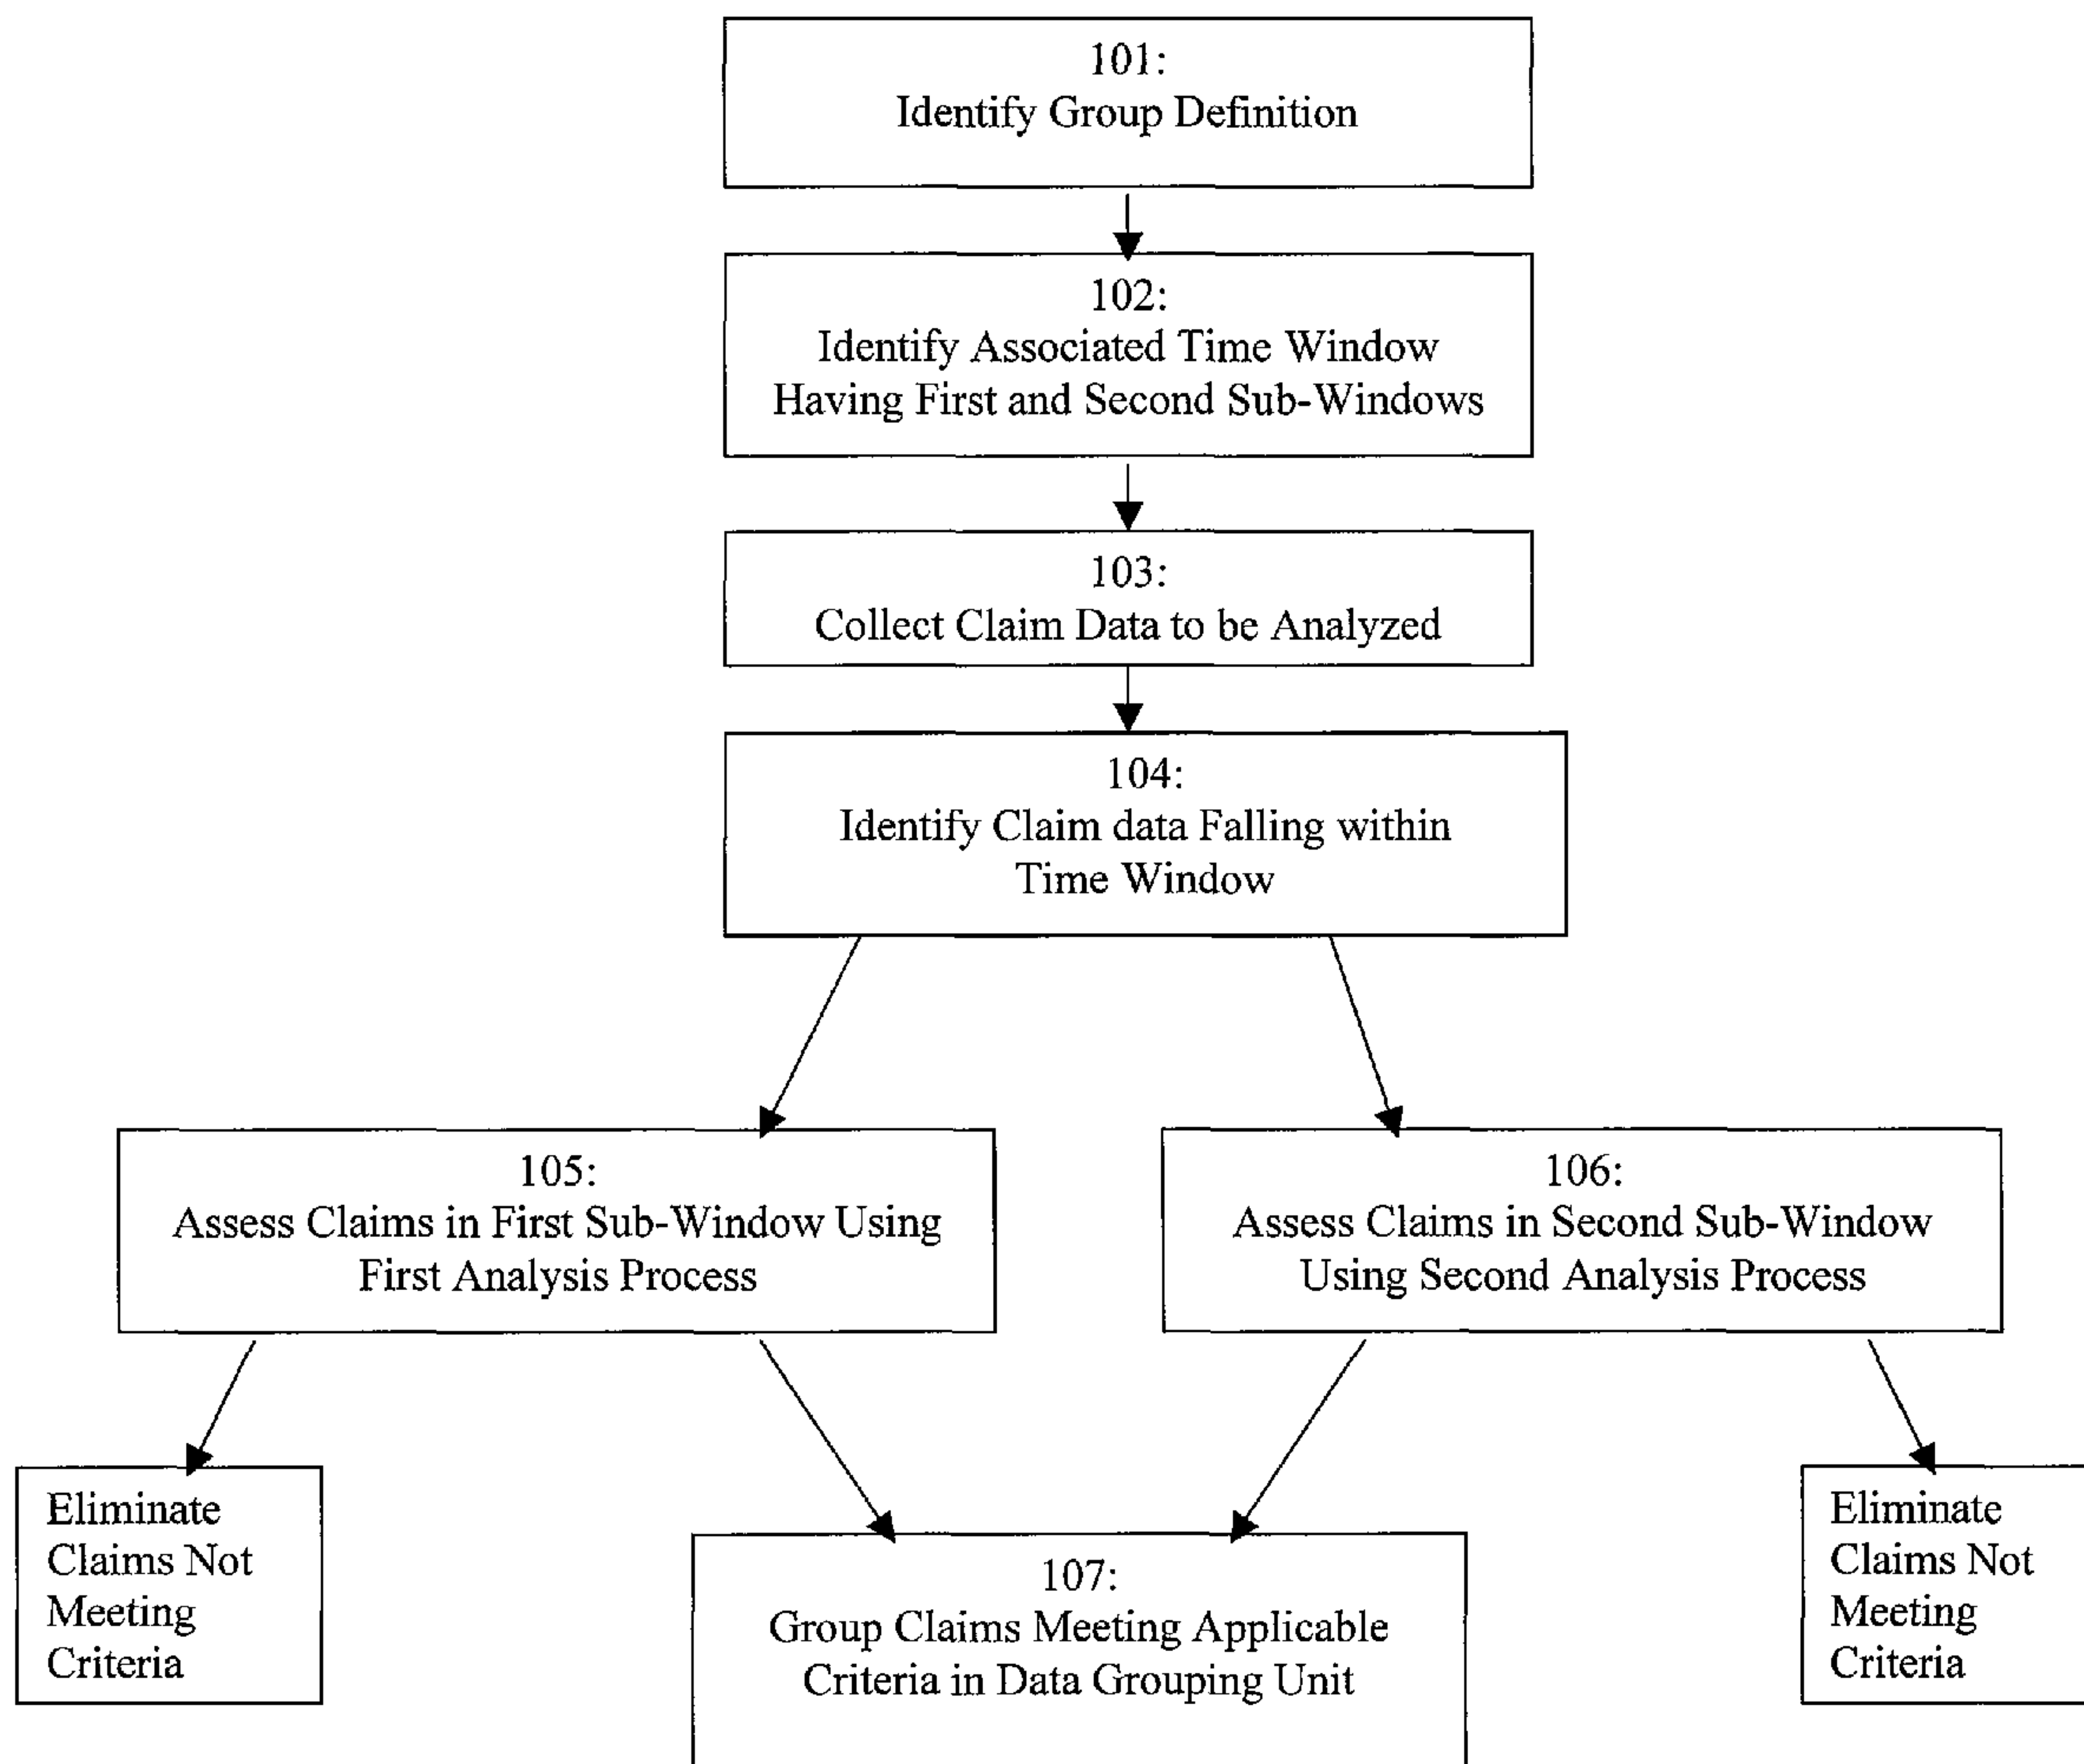 101:
Identify Group Definition
102:
Identify Associated Time Window
Having First and Second Sub-Windows
103:
Collect Claim Data to be Analyzed
104:
Identify Claim data Falling within
Time Window
105:
Assess Claims in First Sub-Window Using
First Analysis Process
106:
Assess Claims in Second Sub-Window
Using Second Analysis Process
Eliminate
Claims Not
Meeting
Criteria
107:
Group Claims Meeting Applicable
Criteria in Data Grouping Unit
Eliminate
Claims Not
Meeting
Criteria